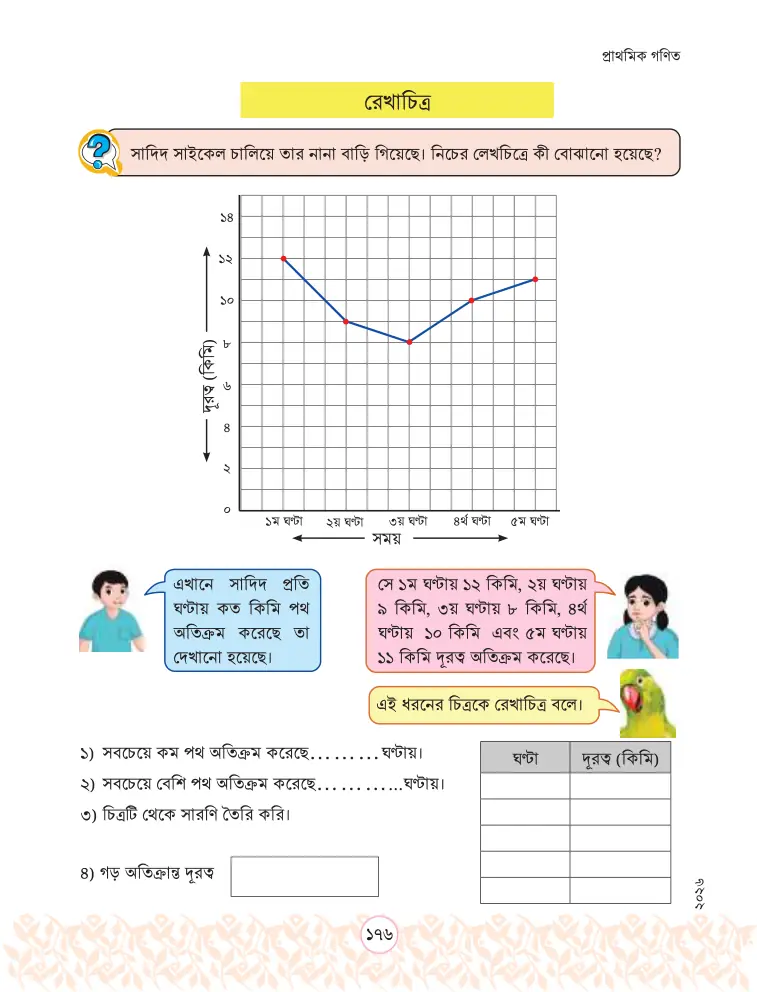 প্রাথমিক গণিত
রেখাচিত্র
সাদিদ সাইকেল চালিয়ে তার নানা বাড়ি গিয়েছে। নিচের লেখচিত্রে কী বোঝানো হয়েছে?
১৪
১২
১০
৮
৬
৪
২
০
দূরত্ব (কিমি)
১ম ঘণ্টা ২য় ঘণ্টা ৩য় ঘণ্টা ৪র্থ ঘণ্টা ৫ম ঘণ্টা
সময়
এখানে সাদিদ প্রতি
ঘণ্টায় কত কিমি পথ
অতিক্রম করেছে তা
দেখানো হয়েছে।
সে ১ম ঘণ্টায় ১২ কিমি, ২য় ঘণ্টায়
৯ কিমি, ৩য় ঘণ্টায় ৮ কিমি, ৪র্থ
ঘণ্টায় ১০ কিমি এবং ৫ম ঘণ্টায়
১১ কিমি দূরত্ব অতিক্রম করেছে।
এই ধরনের চিত্রকে রেখাচিত্র বলে।
১) সবচেয়ে কম পথ অতিক্রম করেছে.........ঘণ্টায়।
২) সবচেয়ে বেশি পথ অতিক্রম করেছে............ঘণ্টায়।
৩) চিত্রটি থেকে সারণি তৈরি করি।
৪) গড় অতিক্রান্ত দূরত্ব
ঘণ্টা দূরত্ব (কিমি)
২০২৬
১৭৬